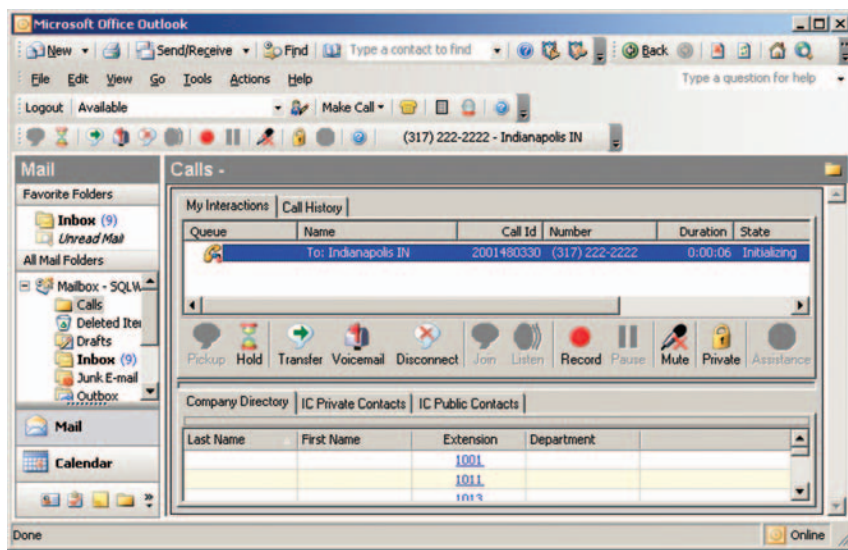 Microsoft Office Outlook
New Send/Receive Find Type a contact to find Back
File Edit View Go Tools Actions Help Type a question for help
Logout Available Make Call
(317) 222-2222 - Indianapolis IN
Mail
Calls -
Favorite Folders
Inbox (9)
Unread Mail
All Mail Folders
Mailbox - SQLW
Calls
Deleted Iter
Drafts
Inbox (9)
Junk E-mail
Outbox
Mail
Calendar
My Interactions Call History
Queue Name Call Id Number Duration State
To: Indianapolis IN 2001480330 (317) 222-2222 0:00:06 Initializing
Pickup Hold Transfer Voicemail Disconnect Join Listen Record Pause Mute Private Assistance
Company Directory IC Private Contacts IC Public Contacts
Last Name First Name Extension Department
1001
1011
1013
Done Online